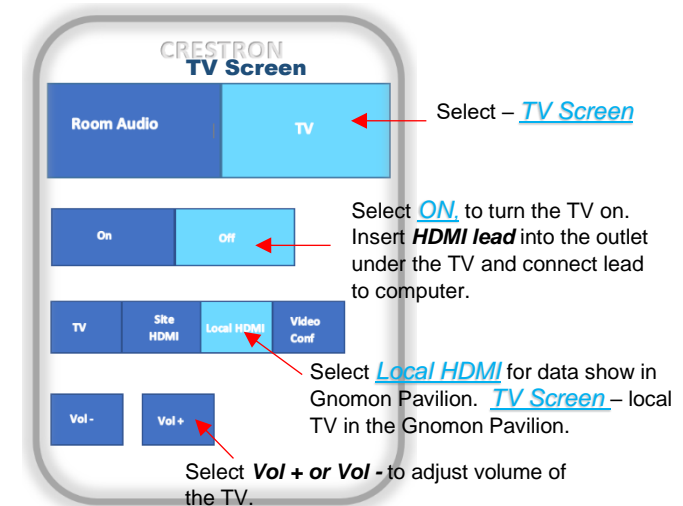 CRESTRON
TV Screen
Room Audio
TV
Select – TV Screen
On
Off
Select ON, to turn the TV on.
Insert HDMI lead into the outlet
under the TV and connect lead
to computer.
TV
Site
HDMI
Local HDMI
Video
Conf
Select Local HDMI for data show in
Gnomon Pavilion. TV Screen – local
TV in the Gnomon Pavilion.
Vol -
Vol +
Select Vol + or Vol - to adjust volume of
the TV.